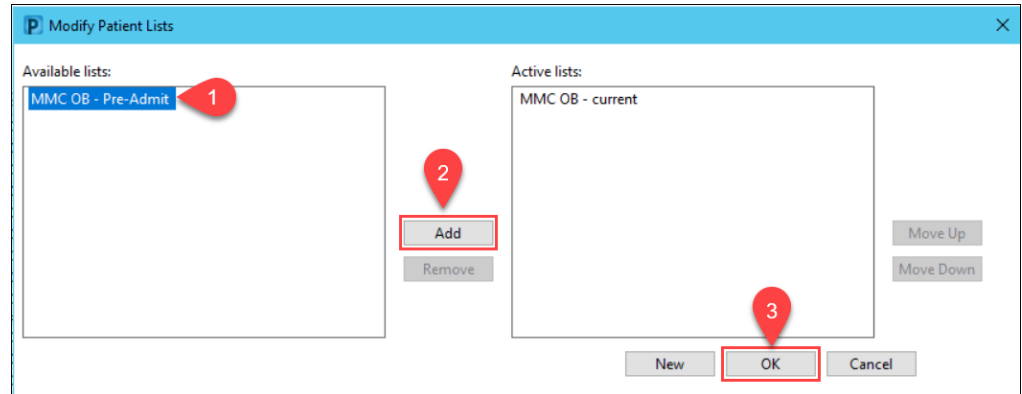 P Modify Patient Lists
Available lists:
MMC OB - Pre-Admit
1
Active lists:
MMC OB - current
2
Add
Remove
Move Up
Move Down
3
New
OK
Cancel